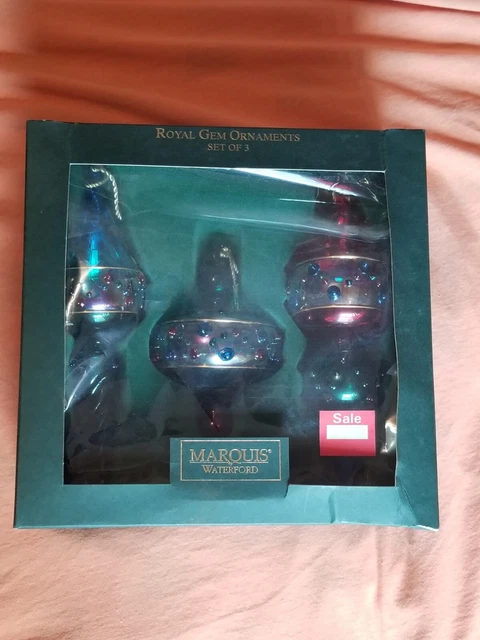 ROYAL GEM ORNAMENTS
SET OF 3
Sale
MARQUIS®
WATERFORD